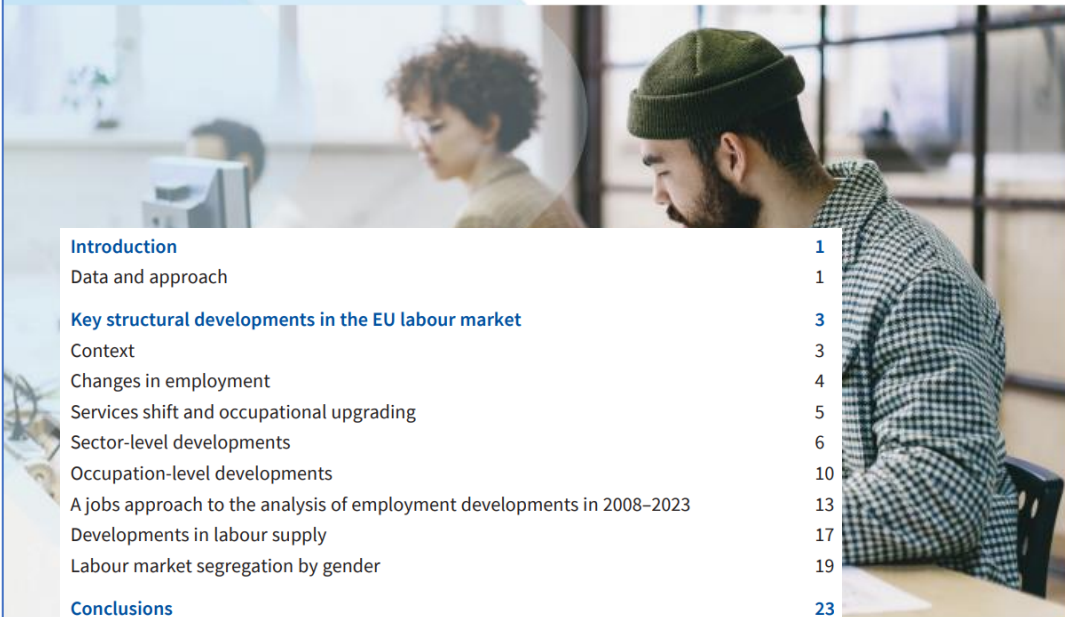 Introduction 1
Data and approach 1
Key structural developments in the EU labour market 3
Context 3
Changes in employment 4
Services shift and occupational upgrading 5
Sector-level developments 6
Occupation-level developments 10
A jobs approach to the analysis of employment developments in 2008–2023 13
Developments in labour supply 17
Labour market segregation by gender 19
Conclusions 23